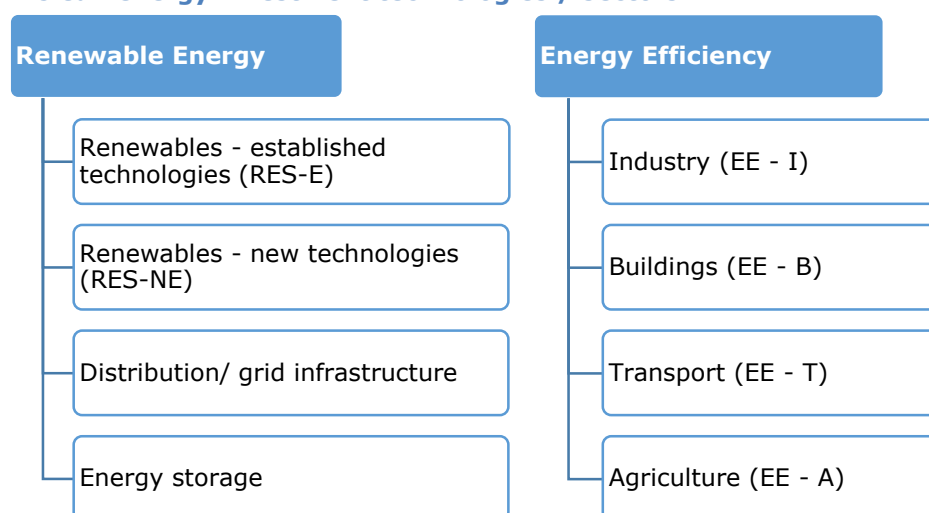 Renewable Energy
Renewables - established
technologies (RES-E)
Renewables - new technologies
(RES-NE)
Distribution/ grid infrastructure
Energy storage
Energy Efficiency
Industry (EE - I)
Buildings (EE - B)
Transport (EE - T)
Agriculture (EE - A)